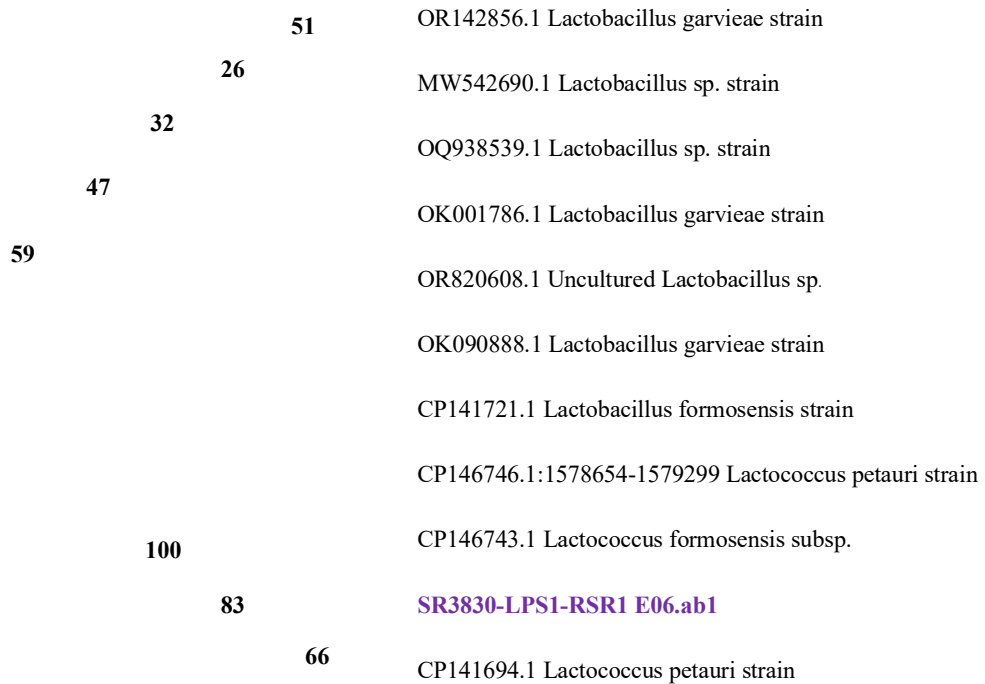 51
OR142856.1 Lactobacillus garvieae strain
26
MW542690.1 Lactobacillus sp. strain
32
OQ938539.1 Lactobacillus sp. strain
47
OK001786.1 Lactobacillus garvieae strain
59
OR820608.1 Uncultured Lactobacillus sp.
OK090888.1 Lactobacillus garvieae strain
CP141721.1 Lactobacillus formosensis strain
CP146746.1:1578654-1579299 Lactococcus petauri strain
CP146743.1 Lactococcus formosensis subsp.
100
83
SR3830-LPS1-RSR1 E06.ab1
66
CP141694.1 Lactococcus petauri strain